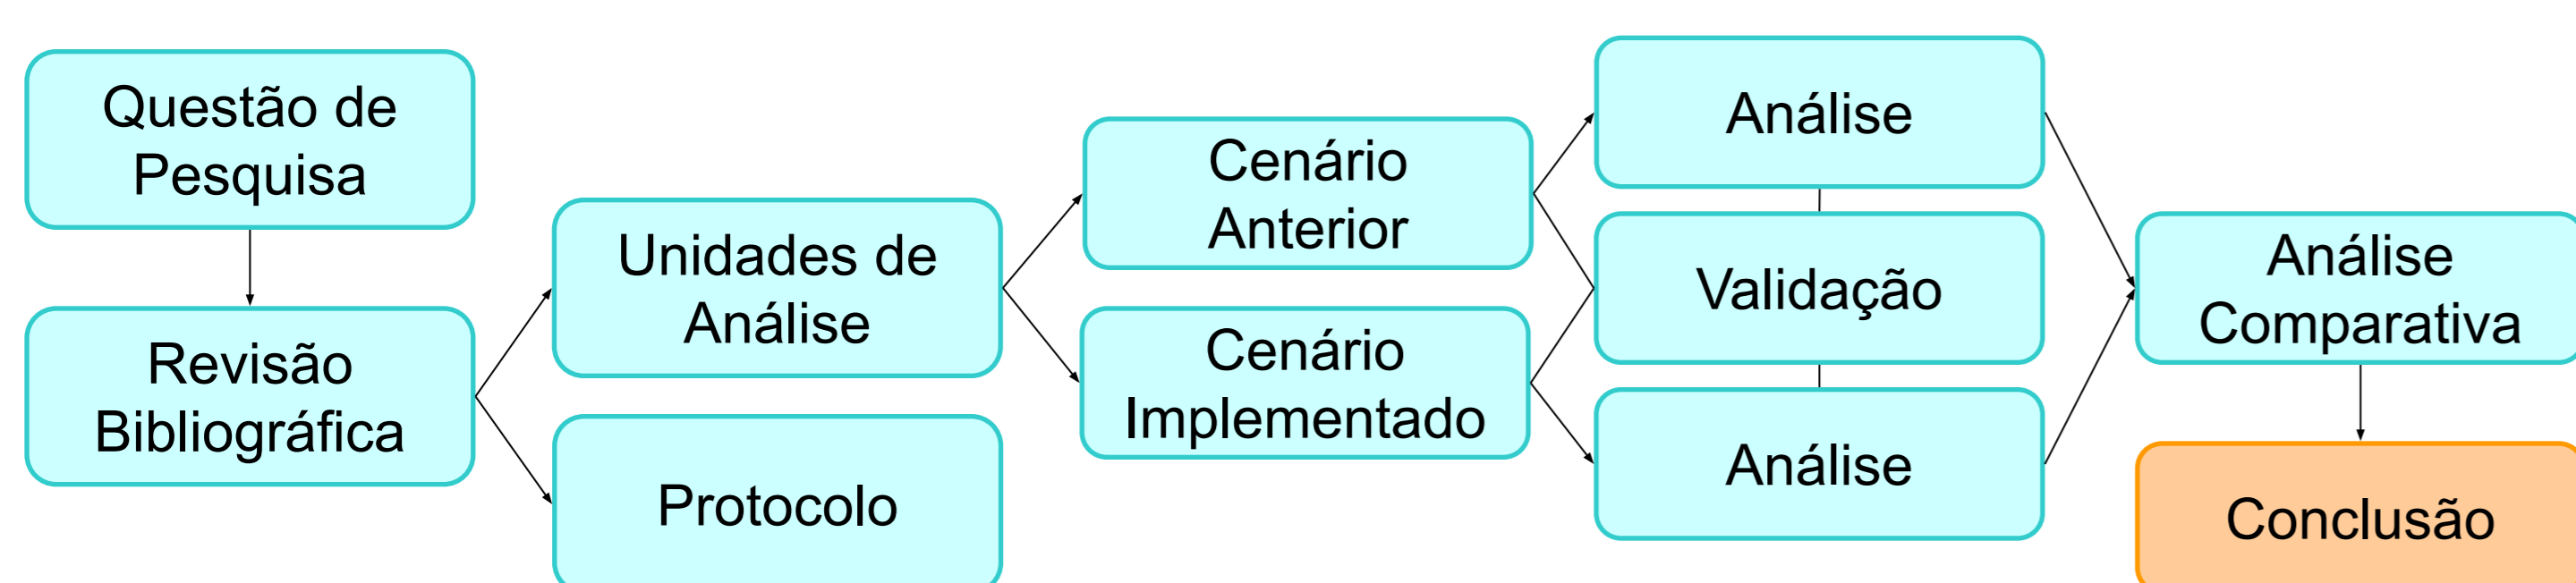 Questão de
Pesquisa
Revisão
Bibliográfica
Unidades de
Análise
Protocolo
Cenário
Anterior
Cenário
Implementado
Análise
Validação
Análise
Análise
Comparativa
Conclusão